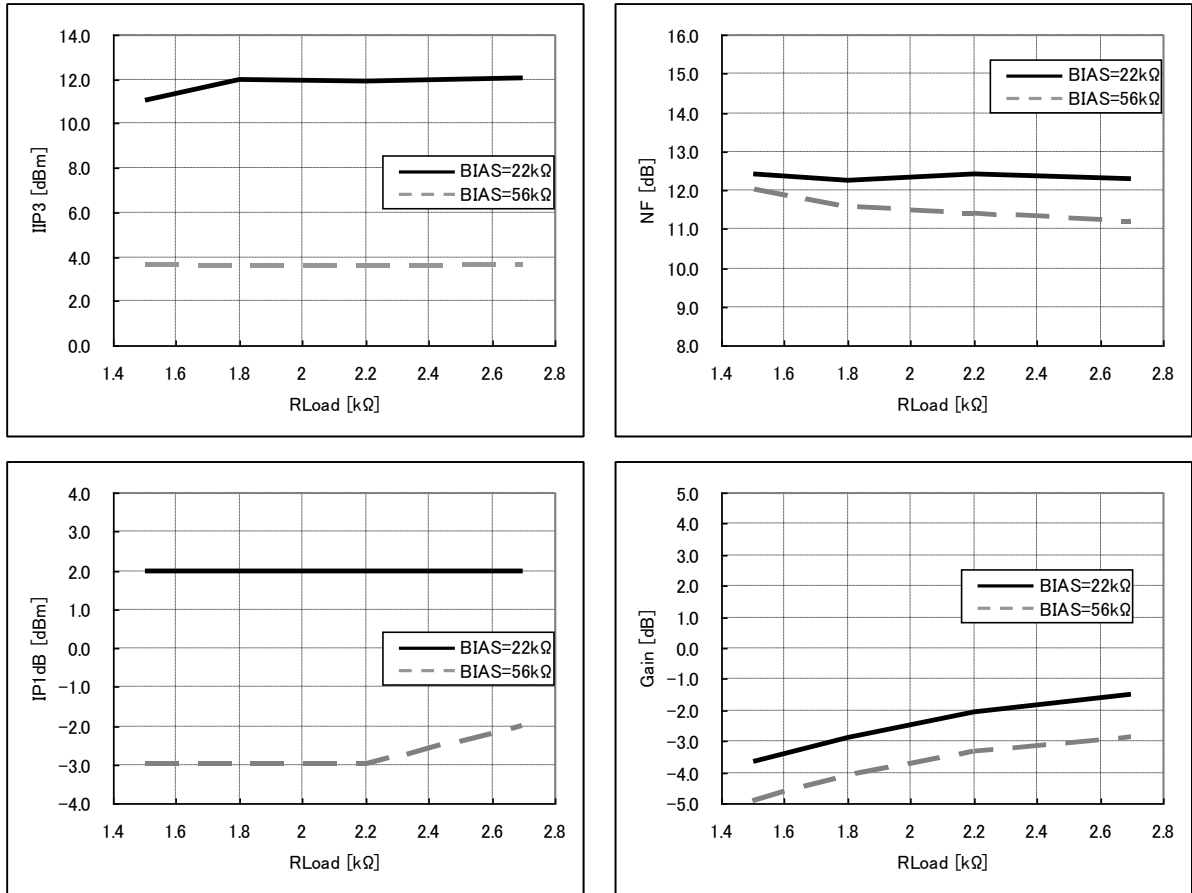 14.0
12.0
10.0
8.0
6.0
4.0
2.0
0.0
IIP3 [dBm]
BIAS=22kΩ
BIAS=56kΩ
1.4 1.6 1.8 2 2.2 2.4 2.6 2.8
RLoad [kΩ]
16.0
15.0
14.0
13.0
12.0
11.0
10.0
9.0
8.0
NF [dB]
BIAS=22kΩ
BIAS=56kΩ
1.4 1.6 1.8 2 2.2 2.4 2.6 2.8
RLoad [kΩ]
4.0
3.0
2.0
1.0
0.0
-1.0
-2.0
-3.0
-4.0
IP1dB [dBm]
BIAS=22kΩ
BIAS=56kΩ
1.4 1.6 1.8 2 2.2 2.4 2.6 2.8
RLoad [kΩ]
5.0
4.0
3.0
2.0
1.0
0.0
-1.0
-2.0
-3.0
-4.0
-5.0
Gain [dB]
BIAS=22kΩ
BIAS=56kΩ
1.4 1.6 1.8 2 2.2 2.4 2.6 2.8
RLoad [kΩ]